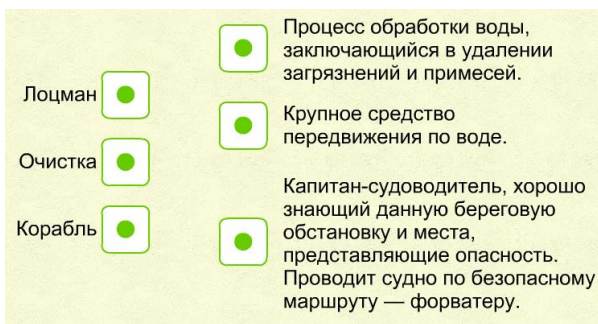 Лоцман
Очистка
Корабль
Процесс обработки воды,
заключающийся в удалении
загрязнений и примесей.
Крупное средство
передвижения по воде.
Капитан-судоводитель, хорошо
знающий данную береговую
обстановку и места,
представляющие опасность.
Проводит судно по безопасному
маршруту — форватеру.